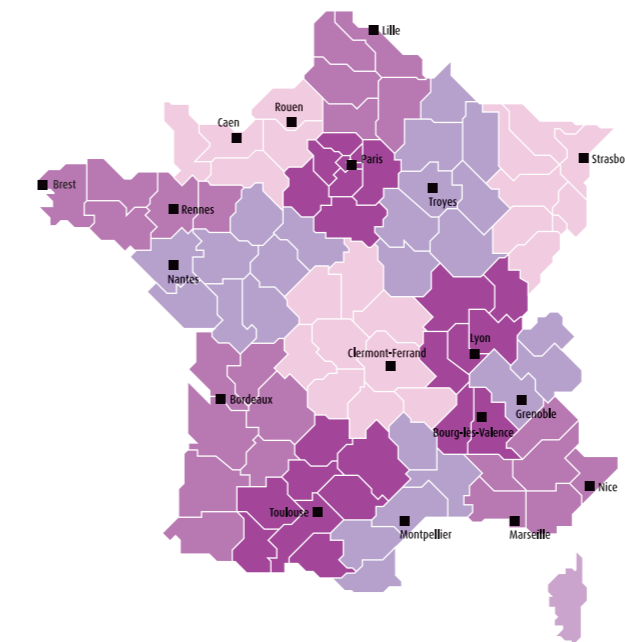 Lille
Rouen
Caen
Paris
Strasbo
Brest
Rennes
Troyes
Nantes
Lyon
Clermont-Ferrand
Bordeaux
Grenoble
Bourg-lès-Valence
Nice
Toulouse
Montpellier
Marseille